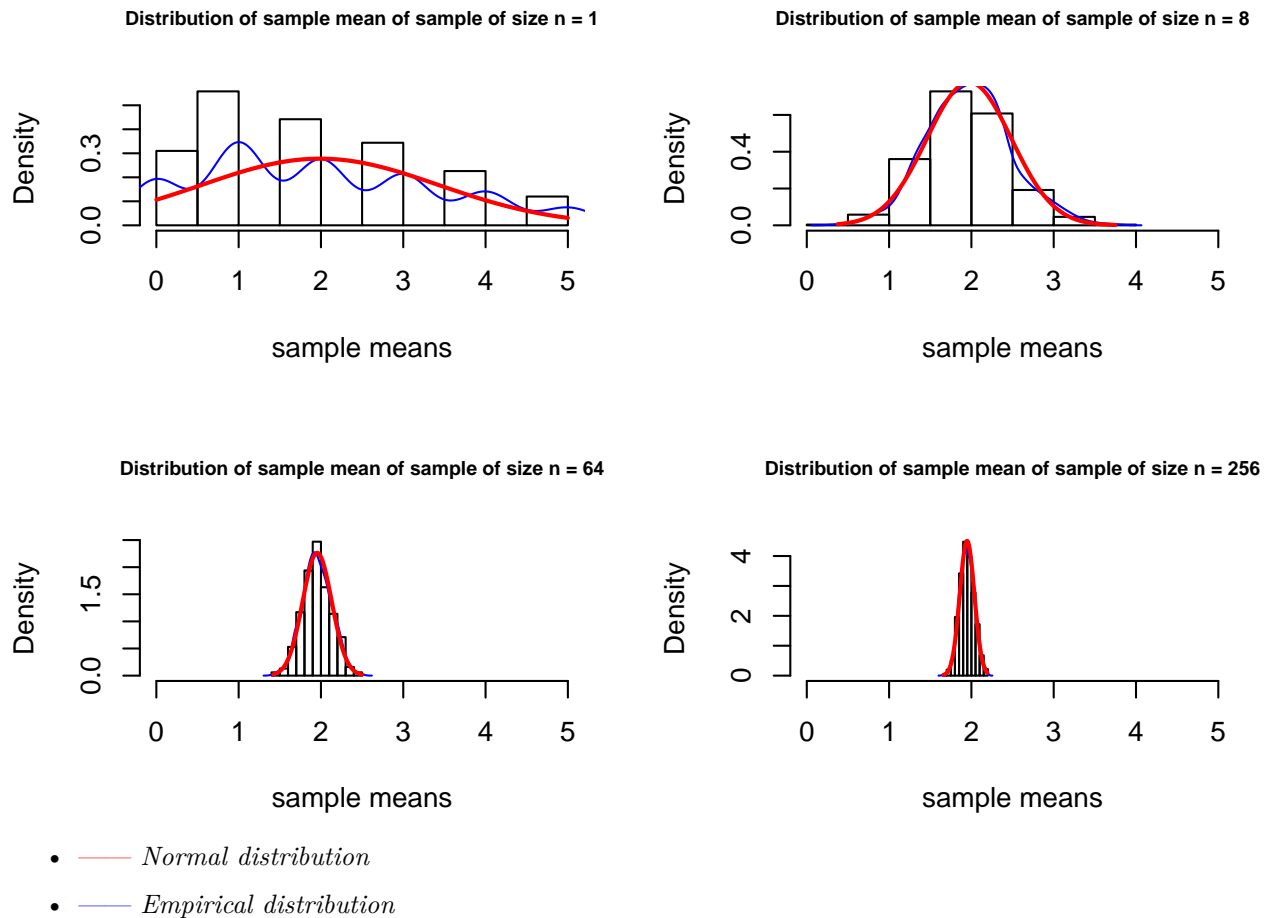 Distribution of sample mean of sample of size n = 1
Density
0.0 0.3
0 1 2 3 4 5
sample means
Distribution of sample mean of sample of size n = 8
Density
0.0 0.4
0 1 2 3 4 5
sample means
Distribution of sample mean of sample of size n = 64
Density
0.0 1.5
0 1 2 3 4 5
sample means
Distribution of sample mean of sample of size n = 256
Density
0 2 4
0 1 2 3 4 5
sample means
• Normal distribution
• Empirical distribution